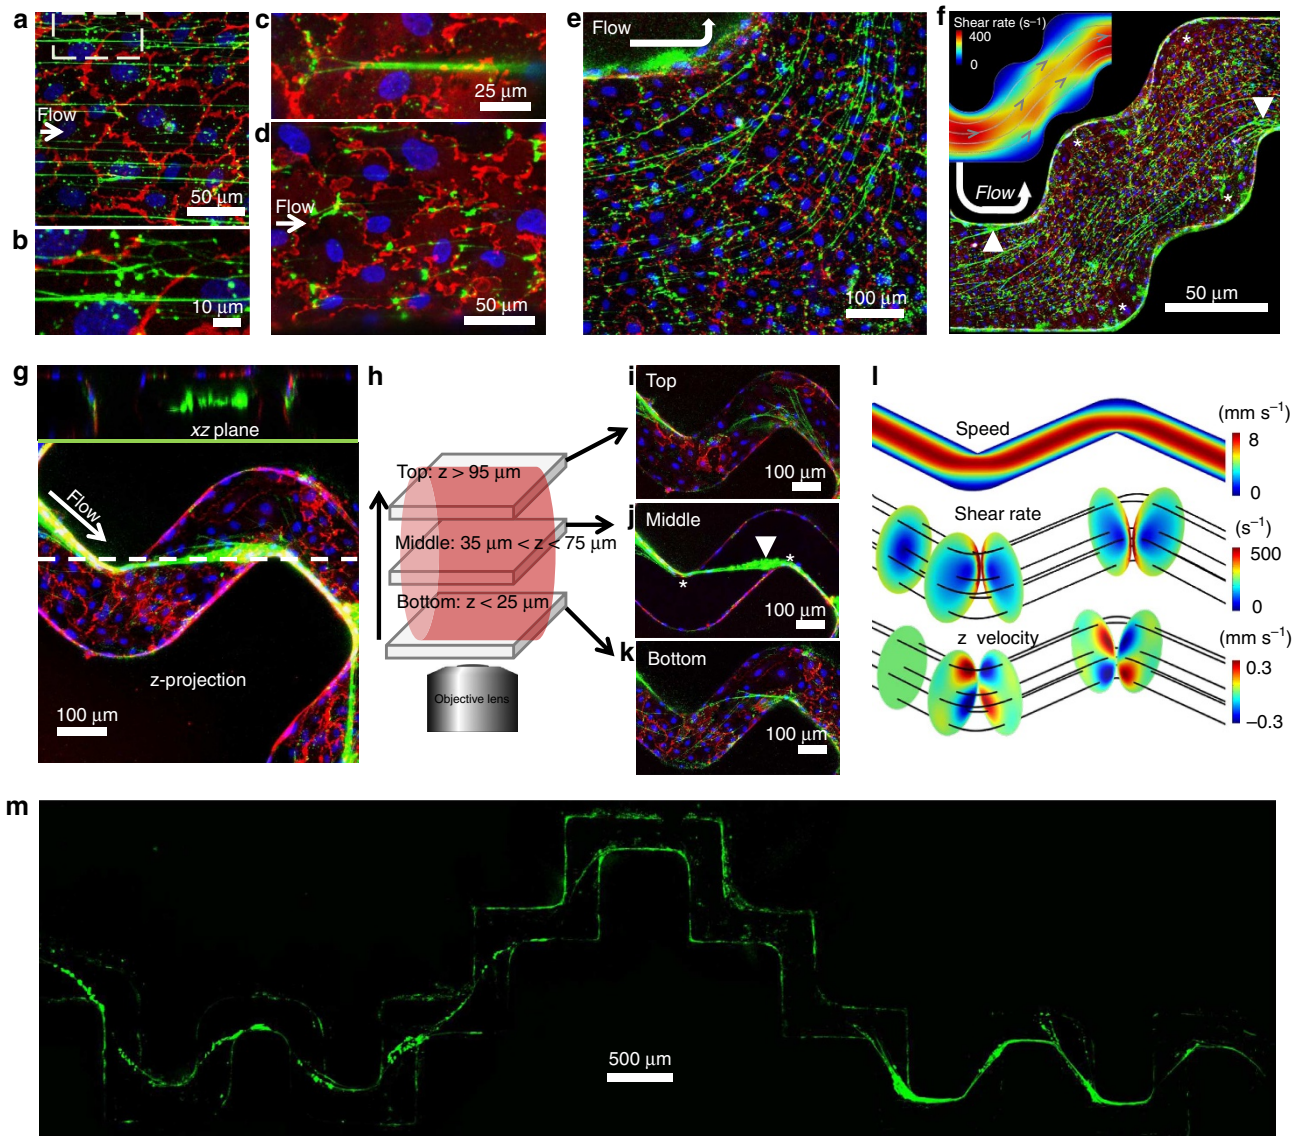 a
Flow
50 μm
b
10 μm
c
25 μm
d
Flow
50 μm
e
Flow
100 μm
f
Shear rate (s⁻¹)
400
0
Flow
50 μm
g
xz plane
Flow
z-projection
100 μm
h
Top: z > 95 μm
Middle: 35 μm < z < 75 μm
Bottom: z < 25 μm
Objective lens
i
Top
100 μm
j
Middle
100 μm
k
Bottom
100 μm
l
Speed
(mm s⁻¹)
8
0
Shear rate
(s⁻¹)
500
0
z velocity
(mm s⁻¹)
0.3
−0.3
m
500 μm